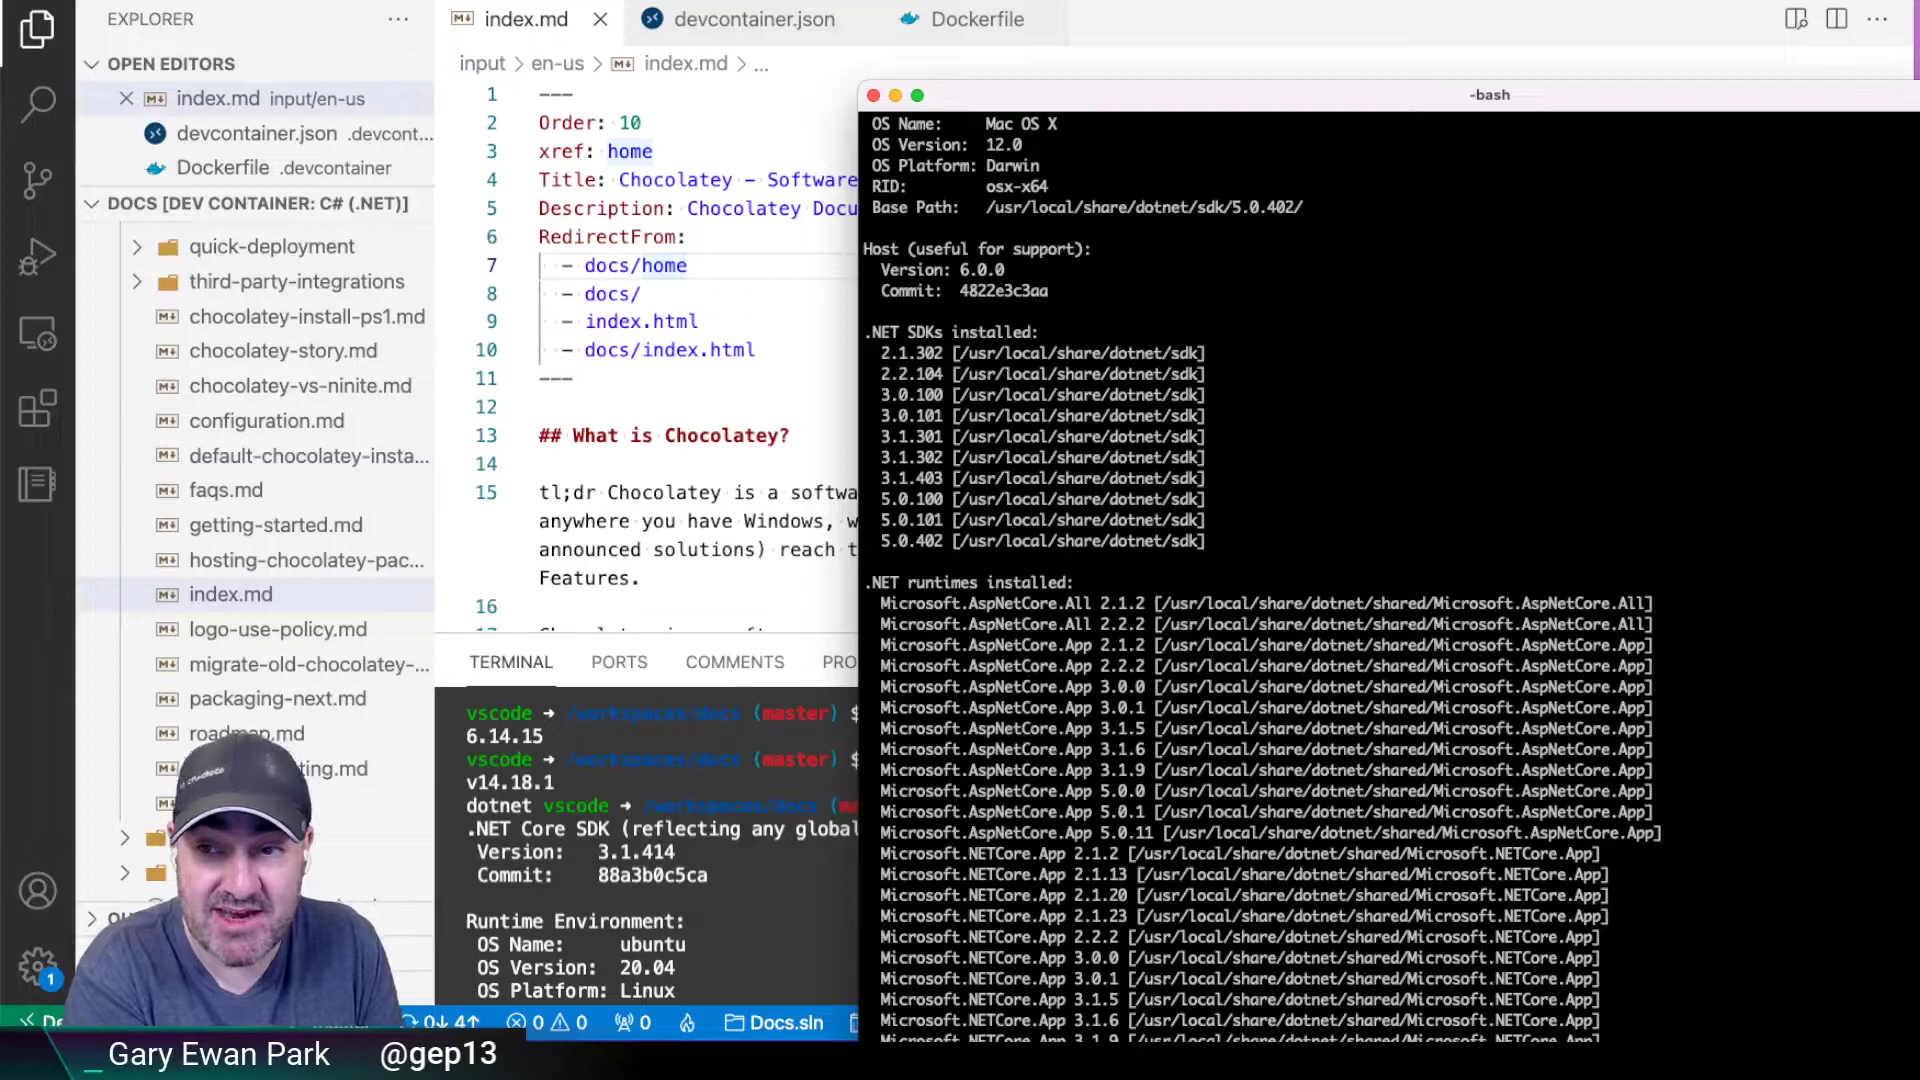 EXPLORER
OPEN EDITORS
index.md input/en-us
devcontainer.json .devcont...
Dockerfile .devcontainer
DOCS [DEV CONTAINER: C# (.NET)]
quick-deployment
third-party-integrations
chocolatey-install-ps1.md
chocolatey-story.md
chocolatey-vs-ninite.md
configuration.md
default-chocolatey-insta...
faqs.md
getting-started.md
hosting-chocolatey-pac...
index.md
logo-use-policy.md
migrate-old-chocolatey-...
packaging-next.md
roadmap.md
ting.md
index.md
devcontainer.json
Dockerfile
input > en-us > index.md > ...
1 ---
2 Order: 10
3 xref: home
4 Title: Chocolatey - Software
5 Description: Chocolatey Docu
6 RedirectFrom:
7 - docs/home
8 - docs/
9 - index.html
10 - docs/index.html
11 ---
12
13 ## What is Chocolatey?
14
15 tl;dr Chocolatey is a softwa
anywhere you have Windows, w
announced solutions) reach t
Features.
16
TERMINAL PORTS COMMENTS PRO
vscode → /workspaces/docs (master) $
6.14.15
vscode → /workspaces/docs (master) $
v14.18.1
dotnet vscode → /workspaces/docs (ma
.NET Core SDK (reflecting any global
Version: 3.1.414
Commit: 88a3b0c5ca
Runtime Environment:
OS Name: ubuntu
OS Version: 20.04
OS Platform: Linux
0↓ 4↑ 0 0 0 Docs.sln
-bash
OS Name: Mac OS X
OS Version: 12.0
OS Platform: Darwin
RID: osx-x64
Base Path: /usr/local/share/dotnet/sdk/5.0.402/
Host (useful for support):
Version: 6.0.0
Commit: 4822e3c3aa
.NET SDKs installed:
2.1.302 [/usr/local/share/dotnet/sdk]
2.2.104 [/usr/local/share/dotnet/sdk]
3.0.100 [/usr/local/share/dotnet/sdk]
3.0.101 [/usr/local/share/dotnet/sdk]
3.1.301 [/usr/local/share/dotnet/sdk]
3.1.302 [/usr/local/share/dotnet/sdk]
3.1.403 [/usr/local/share/dotnet/sdk]
5.0.100 [/usr/local/share/dotnet/sdk]
5.0.101 [/usr/local/share/dotnet/sdk]
5.0.402 [/usr/local/share/dotnet/sdk]
.NET runtimes installed:
Microsoft.AspNetCore.All 2.1.2 [/usr/local/share/dotnet/shared/Microsoft.AspNetCore.All]
Microsoft.AspNetCore.All 2.2.2 [/usr/local/share/dotnet/shared/Microsoft.AspNetCore.All]
Microsoft.AspNetCore.App 2.1.2 [/usr/local/share/dotnet/shared/Microsoft.AspNetCore.App]
Microsoft.AspNetCore.App 2.2.2 [/usr/local/share/dotnet/shared/Microsoft.AspNetCore.App]
Microsoft.AspNetCore.App 3.0.0 [/usr/local/share/dotnet/shared/Microsoft.AspNetCore.App]
Microsoft.AspNetCore.App 3.0.1 [/usr/local/share/dotnet/shared/Microsoft.AspNetCore.App]
Microsoft.AspNetCore.App 3.1.5 [/usr/local/share/dotnet/shared/Microsoft.AspNetCore.App]
Microsoft.AspNetCore.App 3.1.6 [/usr/local/share/dotnet/shared/Microsoft.AspNetCore.App]
Microsoft.AspNetCore.App 3.1.9 [/usr/local/share/dotnet/shared/Microsoft.AspNetCore.App]
Microsoft.AspNetCore.App 5.0.0 [/usr/local/share/dotnet/shared/Microsoft.AspNetCore.App]
Microsoft.AspNetCore.App 5.0.1 [/usr/local/share/dotnet/shared/Microsoft.AspNetCore.App]
Microsoft.AspNetCore.App 5.0.11 [/usr/local/share/dotnet/shared/Microsoft.AspNetCore.App]
Microsoft.NETCore.App 2.1.2 [/usr/local/share/dotnet/shared/Microsoft.NETCore.App]
Microsoft.NETCore.App 2.1.13 [/usr/local/share/dotnet/shared/Microsoft.NETCore.App]
Microsoft.NETCore.App 2.1.20 [/usr/local/share/dotnet/shared/Microsoft.NETCore.App]
Microsoft.NETCore.App 2.1.23 [/usr/local/share/dotnet/shared/Microsoft.NETCore.App]
Microsoft.NETCore.App 2.2.2 [/usr/local/share/dotnet/shared/Microsoft.NETCore.App]
Microsoft.NETCore.App 3.0.0 [/usr/local/share/dotnet/shared/Microsoft.NETCore.App]
Microsoft.NETCore.App 3.0.1 [/usr/local/share/dotnet/shared/Microsoft.NETCore.App]
Microsoft.NETCore.App 3.1.5 [/usr/local/share/dotnet/shared/Microsoft.NETCore.App]
Microsoft.NETCore.App 3.1.6 [/usr/local/share/dotnet/shared/Microsoft.NETCore.App]
Microsoft.NETCore.App 3.1.9 [/usr/local/share/dotnet/shared/Microsoft.NETCore.App]
1
_ Gary Ewan Park @gep13